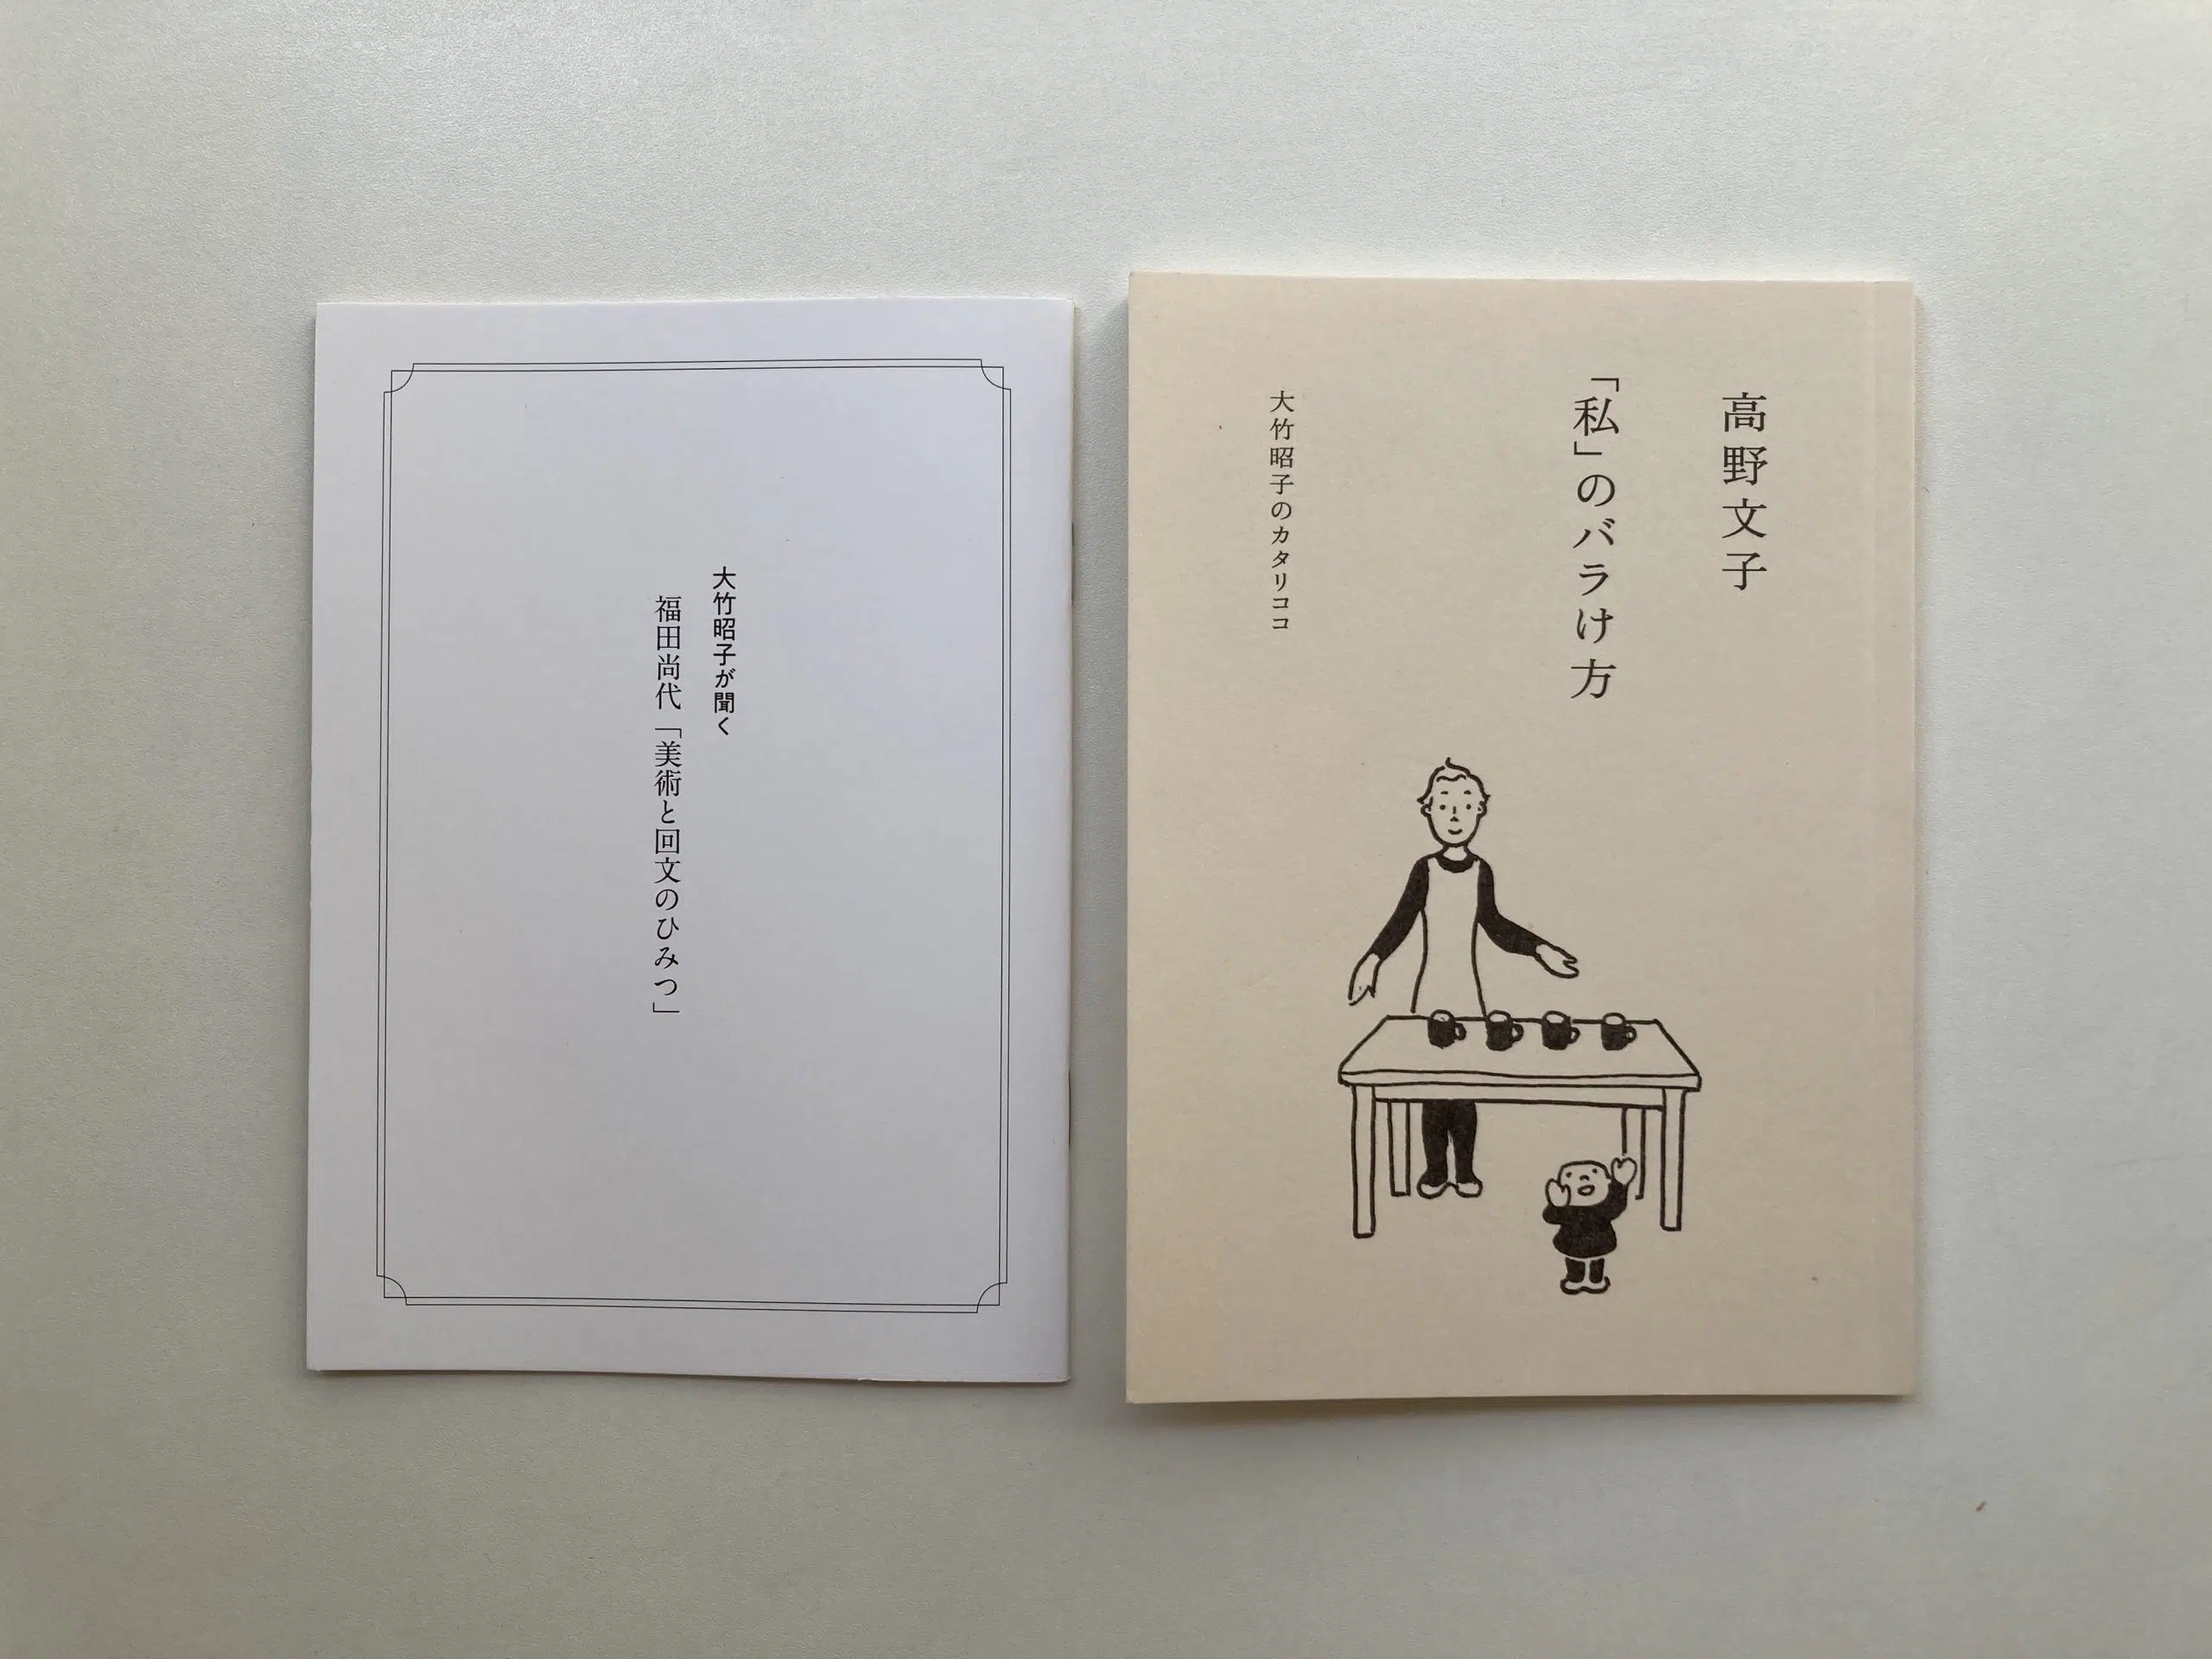 大竹昭子が聞く
福田尚代「美術と回文のひみつ」
高野文子
「私」のバラけ方
大竹昭子のカタリココ